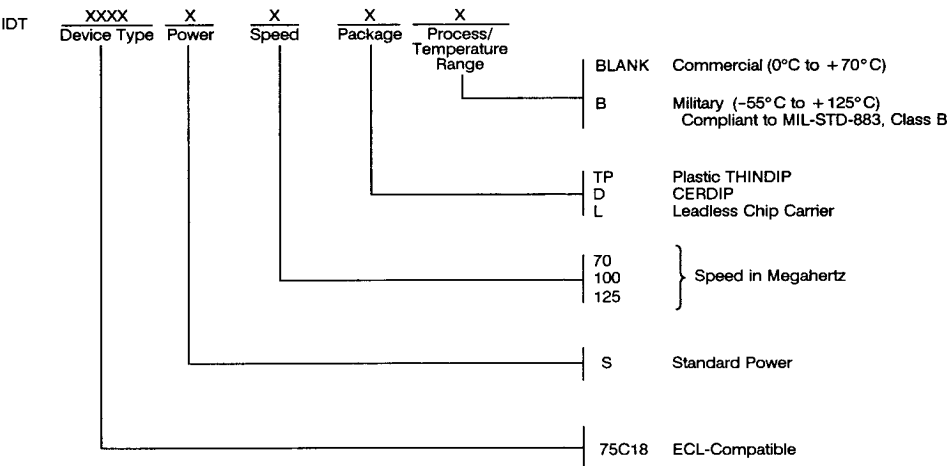 IDT XXXX X X X X
Device Type Power Speed Package Process/
Temperature
Range
BLANK Commercial (0°C to +70°C)
B Military (-55°C to +125°C)
Compliant to MIL-STD-883, Class B
TP Plastic THINDIP
D CERDIP
L Leadless Chip Carrier
70
100 Speed in Megahertz
125
S Standard Power
75C18 ECL-Compatible